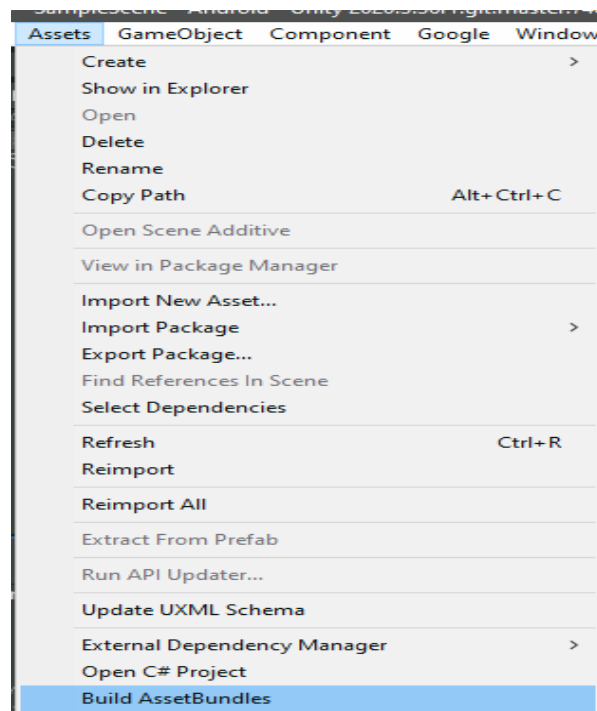 Assets GameObject Component Google Window
Create >
Show in Explorer
Open
Delete
Rename
Copy Path Alt+Ctrl+C
Open Scene Additive
View in Package Manager
Import New Asset...
Import Package >
Export Package...
Find References In Scene
Select Dependencies
Refresh Ctrl+R
Reimport
Reimport All
Extract From Prefab
Run API Updater...
Update UXML Schema
External Dependency Manager >
Open C# Project
Build AssetBundles